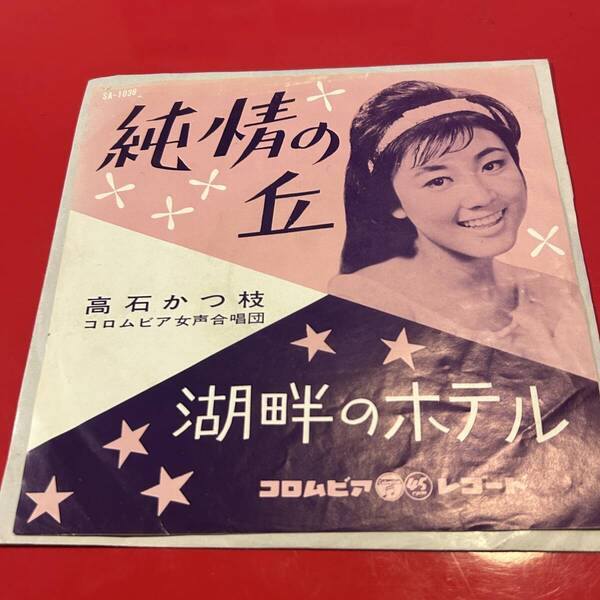 SA-1038
純情の
丘
高石かつ枝
コロムビア女声合唱団
湖畔のホテル
コロムビア 45 レコード